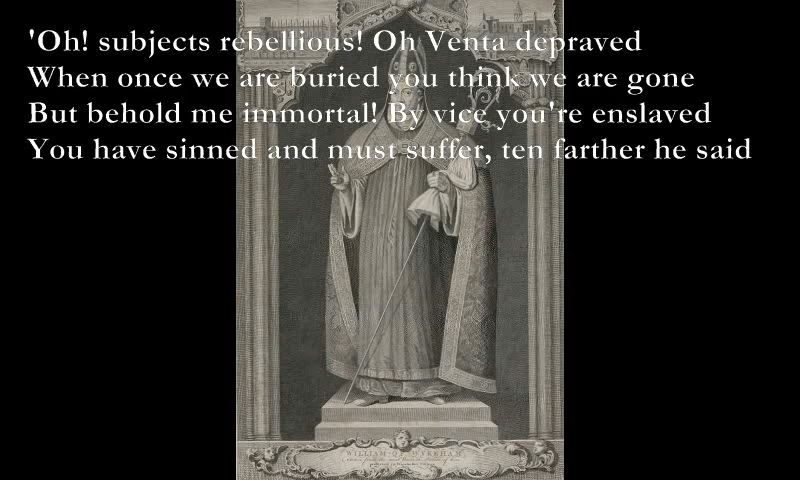 'Oh! subjects rebellious! Oh Venta depraved
When once we are buried you think we are gone
But behold me immortal! By vice you're enslaved
You have sinned and must suffer, ten farther he said
WILLIAM OF WYKEHAM,